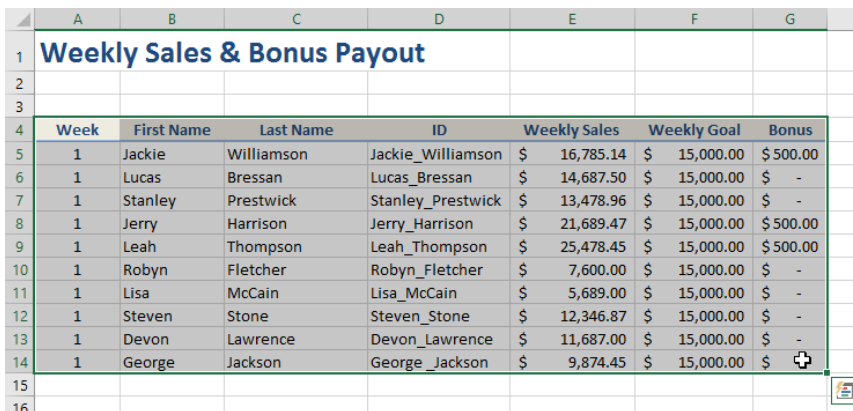 A B C D E F G
1 Weekly Sales & Bonus Payout
2
3
4 Week First Name Last Name ID Weekly Sales Weekly Goal Bonus
5 1 Jackie Williamson Jackie_Williamson $ 16,785.14 $ 15,000.00 $500.00
6 1 Lucas Bressan Lucas_Bressan $ 14,687.50 $ 15,000.00 $ -
7 1 Stanley Prestwick Stanley_Prestwick $ 13,478.96 $ 15,000.00 $ -
8 1 Jerry Harrison Jerry_Harrison $ 21,689.47 $ 15,000.00 $500.00
9 1 Leah Thompson Leah_Thompson $ 25,478.45 $ 15,000.00 $500.00
10 1 Robyn Fletcher Robyn_Fletcher $ 7,600.00 $ 15,000.00 $ -
11 1 Lisa McCain Lisa_McCain $ 5,689.00 $ 15,000.00 $ -
12 1 Steven Stone Steven_Stone $ 12,346.87 $ 15,000.00 $ -
13 1 Devon Lawrence Devon_Lawrence $ 11,687.00 $ 15,000.00 $ -
14 1 George Jackson George _Jackson $ 9,874.45 $ 15,000.00 $
15
16